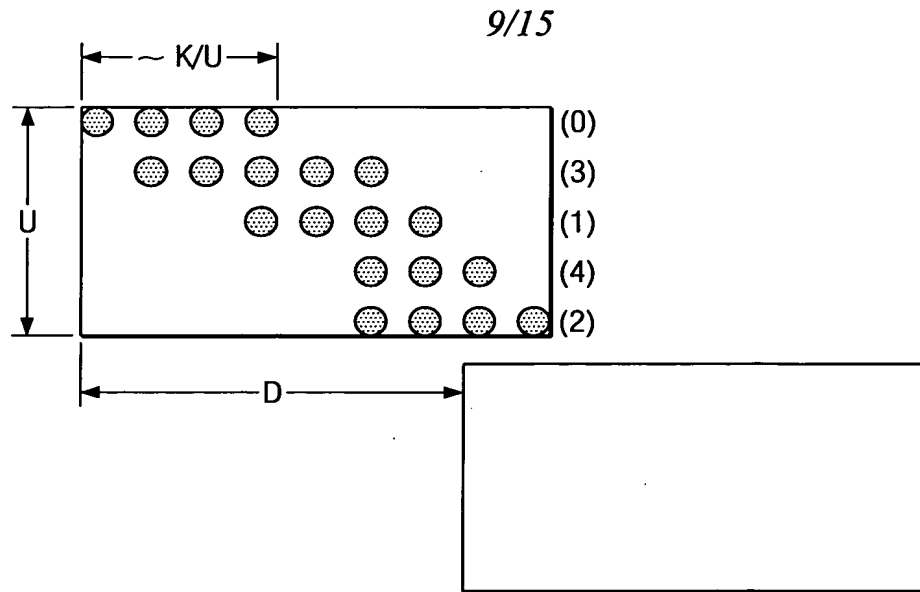 9/15
~ K/U
(0)
(3)
U
(1)
(4)
(2)
D